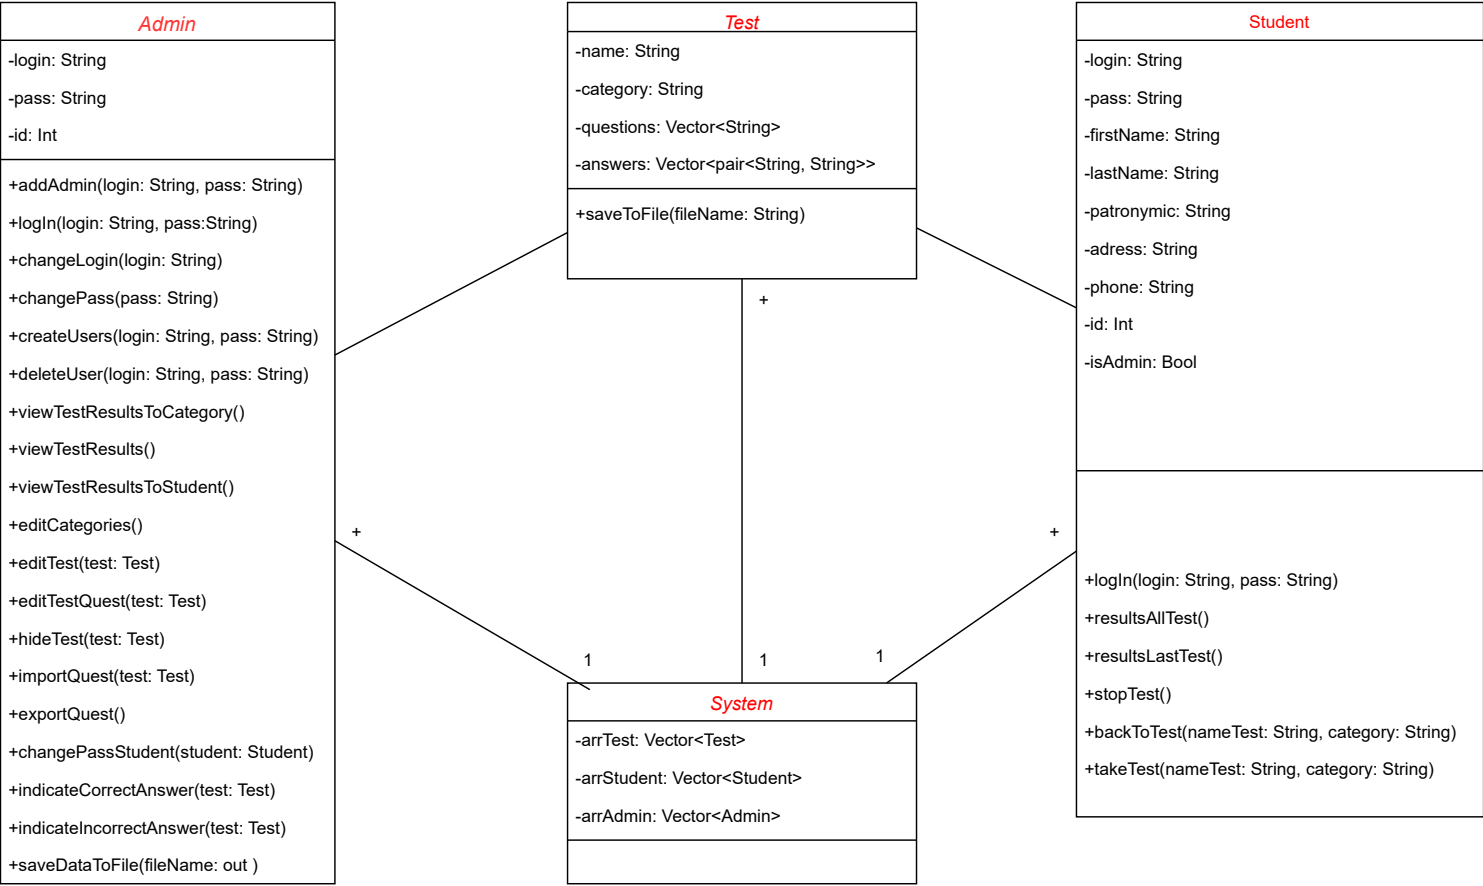 Admin
-login: String
-pass: String
-id: Int
+addAdmin(login: String, pass: String)
+logIn(login: String, pass:String)
+changeLogin(login: String)
+changePass(pass: String)
+createUsers(login: String, pass: String)
+deleteUser(login: String, pass: String)
+viewTestResultsToCategory()
+viewTestResults()
+viewTestResultsToStudent()
+editCategories()
+editTest(test: Test)
+editTestQuest(test: Test)
+hideTest(test: Test)
+importQuest(test: Test)
+exportQuest()
+changePassStudent(student: Student)
+indicateCorrectAnswer(test: Test)
+indicateIncorrectAnswer(test: Test)
+saveDataToFile(fileName: out )
Test
-name: String
-category: String
-questions: Vector<String>
-answers: Vector<pair<String, String>>
+saveToFile(fileName: String)
+
+
+
1
1
1
System
-arrTest: Vector<Test>
-arrStudent: Vector<Student>
-arrAdmin: Vector<Admin>
Student
-login: String
-pass: String
-firstName: String
-lastName: String
-patronymic: String
-adress: String
-phone: String
-id: Int
-isAdmin: Bool
+logIn(login: String, pass: String)
+resultsAllTest()
+resultsLastTest()
+stopTest()
+backToTest(nameTest: String, category: String)
+takeTest(nameTest: String, category: String)